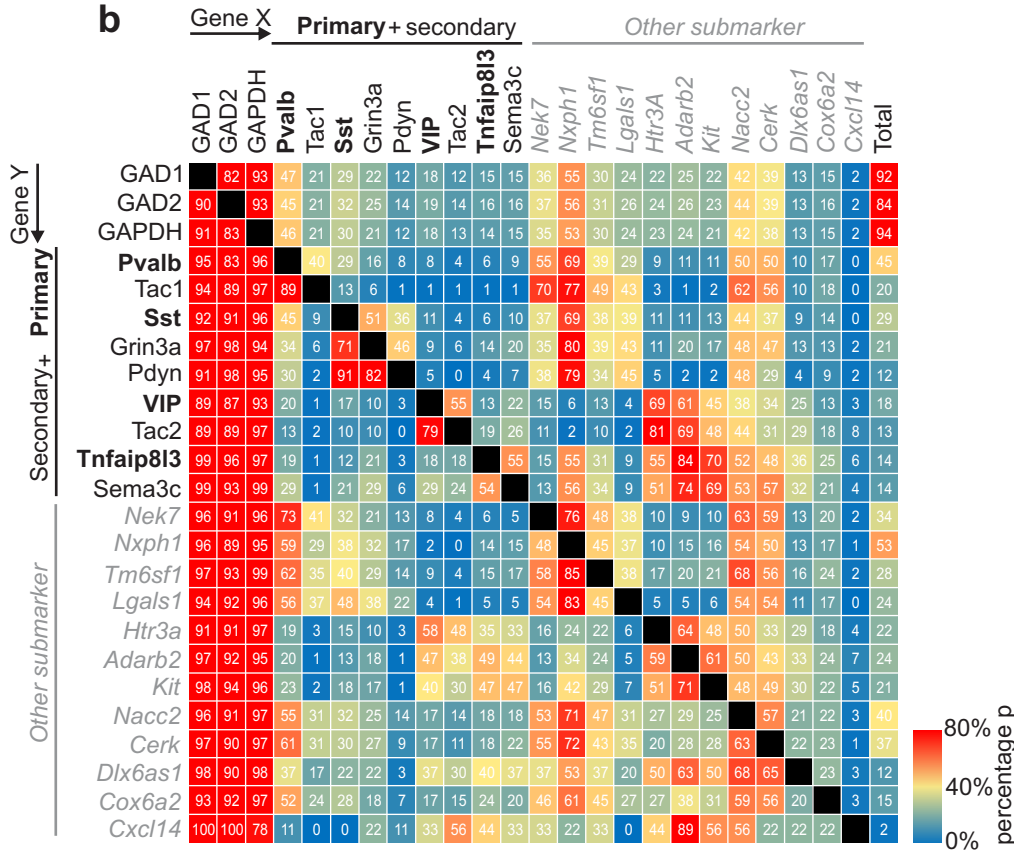 b
Gene X
Primary + secondary
Other submarker
GAD1 GAD2 GAPDH Pvalb Tac1 Sst Grin3a Pdyn VIP Tac2 Tnfaip8l3 Sema3c Nek7 Nxph1 Tm6sf1 Lgals1 Htr3A Adarb2 Kit Nacc2 Cerk Dlx6as1 Cox6a2 Cxcl14 Total
Gene Y
Secondary+ Primary
Other submarker
GAD1 82 93 47 21 29 22 12 18 12 15 15 36 55 30 24 22 25 22 42 39 13 15 2 92
GAD2 90 93 45 21 32 25 14 19 14 16 16 37 56 31 26 24 26 23 44 39 13 16 2 84
GAPDH 91 83 46 21 30 21 12 18 13 14 15 35 53 30 23 23 24 21 42 38 13 15 2 94
Pvalb 95 83 96 40 29 16 8 8 4 6 9 55 69 39 29 9 11 11 50 50 10 17 0 45
Tac1 94 89 97 89 13 6 1 1 1 1 1 70 77 49 43 3 1 2 62 56 10 18 0 20
Sst 92 91 96 45 9 51 36 11 4 6 10 37 69 38 39 11 11 13 44 37 9 14 0 29
Grin3a 97 98 94 34 6 71 46 9 6 14 20 35 80 39 45 11 20 17 48 47 13 13 2 21
Pdyn 91 98 95 30 2 91 82 5 0 4 7 38 79 34 45 5 2 2 48 29 4 9 2 12
VIP 89 87 93 20 1 17 10 3 55 13 22 15 6 13 4 69 61 45 38 34 25 13 3 18
Tac2 89 89 97 13 2 10 10 0 79 19 26 11 2 10 2 81 69 48 44 31 29 18 8 13
Tnfaip8l3 99 96 97 19 1 12 21 3 18 18 55 15 55 31 9 55 84 70 52 48 36 25 6 14
Sema3c 99 93 99 29 1 21 29 6 29 24 54 13 56 34 9 51 74 69 53 57 32 21 4 14
Nek7 96 91 96 73 41 32 21 13 8 4 6 5 76 48 38 10 9 10 63 59 13 20 2 34
Nxph1 96 89 95 59 29 38 32 17 2 0 14 15 48 45 37 10 15 16 54 50 13 17 1 53
Tm6sf1 97 93 99 62 35 40 29 14 9 4 15 17 58 85 38 17 20 21 68 56 16 24 2 28
Lgals1 94 92 96 56 37 48 38 22 4 1 5 5 54 83 45 5 5 6 54 54 11 17 0 24
Htr3a 91 91 97 19 3 15 10 3 58 48 35 33 16 24 22 6 64 48 50 33 29 18 4 22
Adarb2 97 92 95 20 1 13 18 1 47 38 49 44 13 34 24 5 59 61 50 43 33 24 7 24
Kit 98 94 96 23 2 18 17 1 40 30 47 47 16 42 29 7 51 71 48 49 30 22 5 21
Nacc2 96 91 97 55 31 32 25 14 17 14 18 18 53 71 47 31 27 29 25 57 21 22 3 40
Cerk 97 90 97 61 31 30 27 9 17 11 18 22 55 72 43 35 20 28 28 63 22 23 1 37
Dlx6as1 98 90 98 37 17 22 22 3 37 30 40 37 37 53 37 20 50 63 50 68 65 23 3 12
Cox6a2 93 92 97 52 24 28 18 7 17 15 24 20 46 61 45 27 27 38 31 59 56 20 3 15
Cxcl14 100 100 78 11 0 0 22 11 33 56 44 33 33 22 33 0 44 89 56 56 22 22 22 2
80%
40%
0%
percentage p